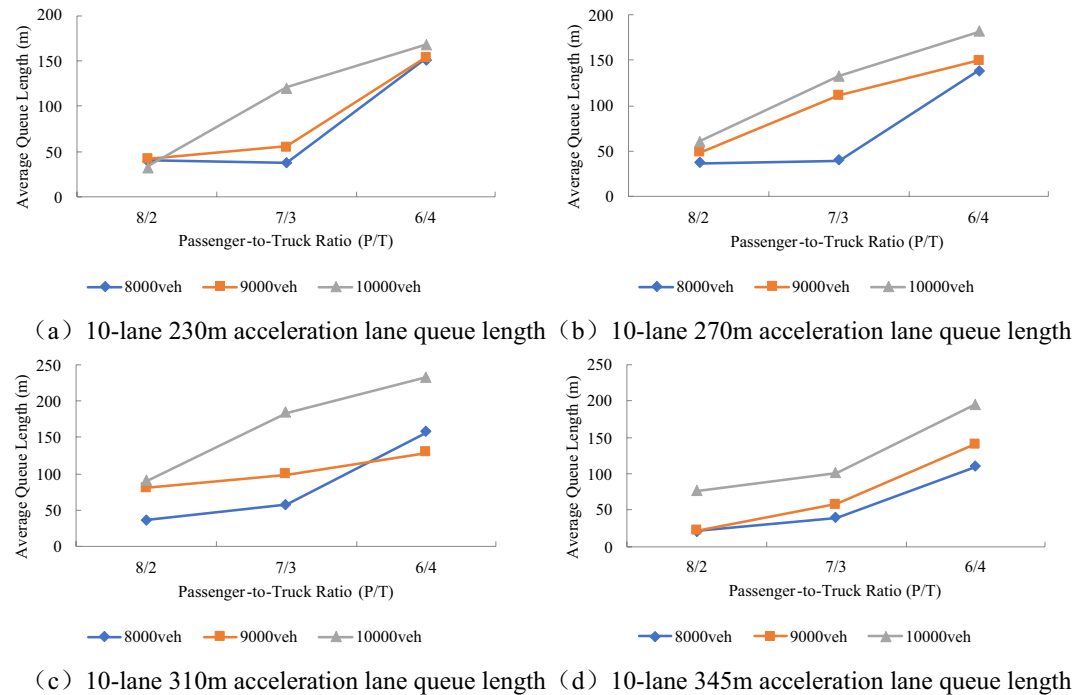 200
150
100
50
0
Average Queue Length (m)
8/2 7/3 6/4
Passenger-to-Truck Ratio (P/T)
8000veh 9000veh 10000veh
（a）10-lane 230m acceleration lane queue length
200
150
100
50
0
Average Queue Length (m)
8/2 7/3 6/4
Passenger-to-Truck Ratio (P/T)
8000veh 9000veh 10000veh
（b）10-lane 270m acceleration lane queue length
250
200
150
100
50
0
Average Queue Length (m)
8/2 7/3 6/4
Passenger-to-Truck Ratio (P/T)
8000veh 9000veh 10000veh
（c）10-lane 310m acceleration lane queue length
250
200
150
100
50
0
Average Queue Length (m)
8/2 7/3 6/4
Passenger-to-Truck Ratio (P/T)
8000veh 9000veh 10000veh
（d）10-lane 345m acceleration lane queue length